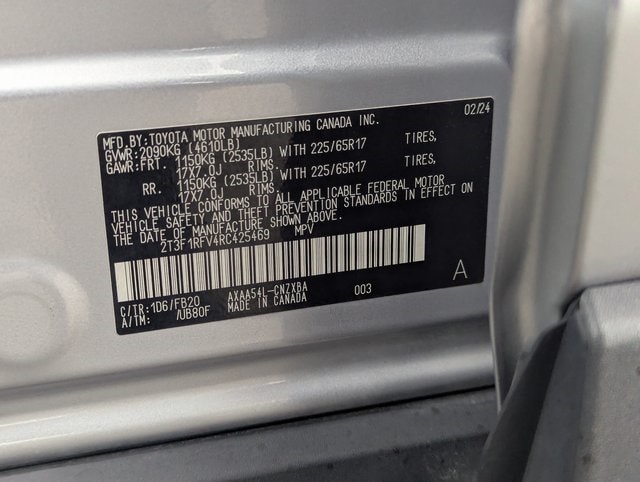 MFD.BY:TOYOTA MOTOR MANUFACTURING CANADA INC. 02/24
GVWR:2090KG (4610LB)
GAWR:FRT. 1150KG (2535LB) WITH 225/65R17 TIRES,
17X7.0J RIMS.
RR. 1150KG (2535LB) WITH 225/65R17 TIRES,
17X7.0J RIMS.
THIS VEHICLE CONFORMS TO ALL APPLICABLE FEDERAL MOTOR
VEHICLE SAFETY AND THEFT PREVENTION STANDARDS IN EFFECT ON
THE DATE OF MANUFACTURE SHOWN ABOVE.
2T3F1RFV4RC425469 MPV
A
C/TR:1D6/FB20 AXAA54L-CNZXBA 003
A/TM: /UB80F MADE IN CANADA